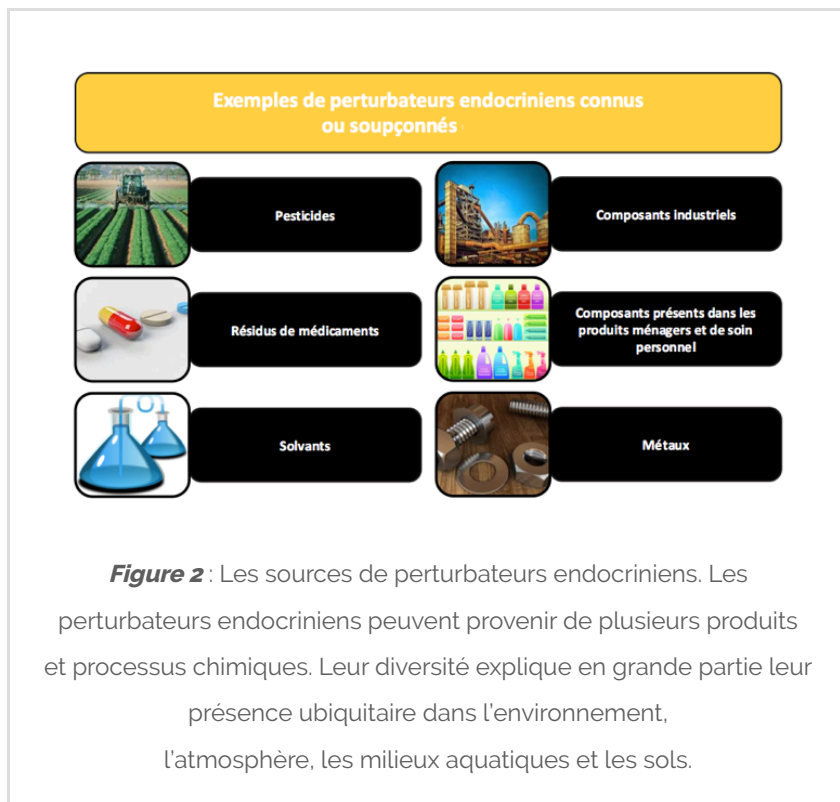 Exemples de perturbateurs endocriniens connus
ou soupçonnés
Pesticides
Composants industriels
Résidus de médicaments
Composants présents dans les
produits ménagers et de soin
personnel
Solvants
Métaux
Figure 2 : Les sources de perturbateurs endocriniens. Les
perturbateurs endocriniens peuvent provenir de plusieurs produits
et processus chimiques. Leur diversité explique en grande partie leur
présence ubiquitaire dans l’environnement,
l’atmosphère, les milieux aquatiques et les sols.